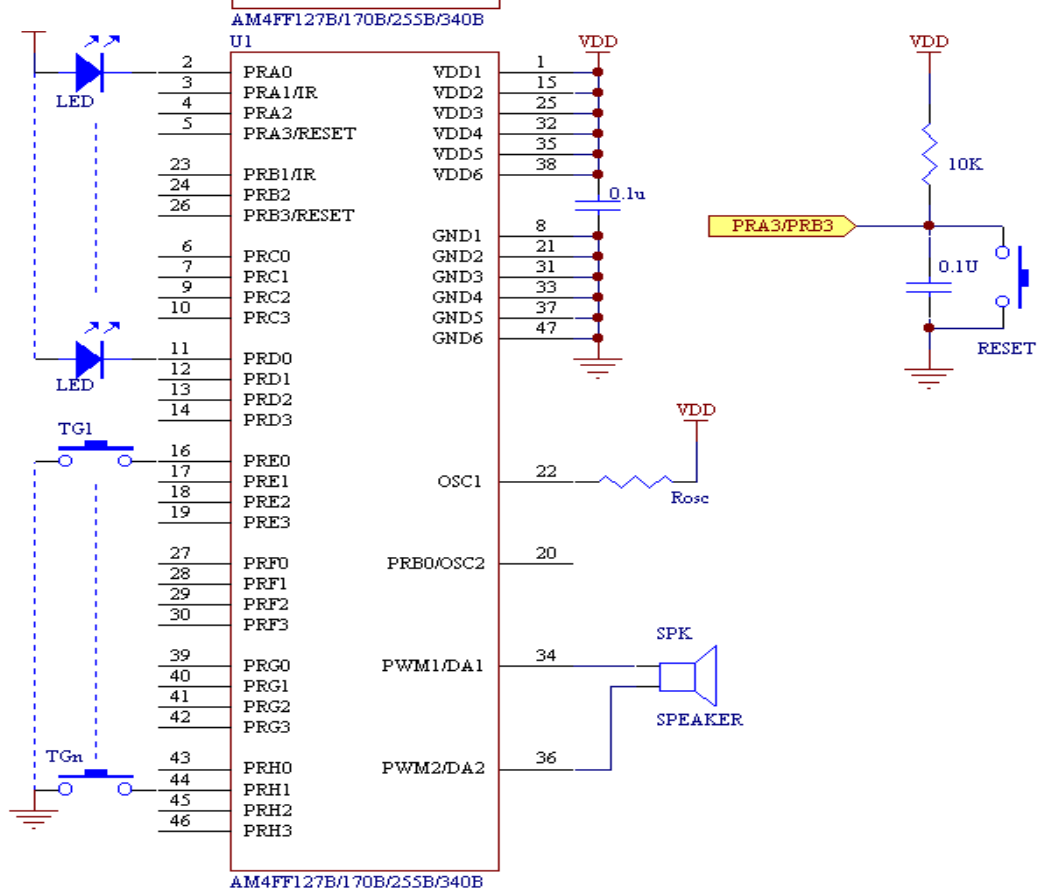 AM4FF127B/170B/255B/340B
U1
VDD
VDD
LED
2 PRA0
3 PRA1/IR
4 PRA2
5 PRA3/RESET
23 PRB1/IR
24 PRB2
26 PRB3/RESET
6 PRC0
7 PRC1
9 PRC2
10 PRC3
LED
11 PRD0
12 PRD1
13 PRD2
14 PRD3
TG1
16 PRE0
17 PRE1
18 PRE2
19 PRE3
27 PRF0
28 PRF1
29 PRF2
30 PRF3
39 PRG0
40 PRG1
41 PRG2
42 PRG3
TGn
43 PRH0
44 PRH1
45 PRH2
46 PRH3
VDD1 1
VDD2 15
VDD3 25
VDD4 32
VDD5 35
VDD6 38
0.1u
GND1 8
GND2 21
GND3 31
GND4 33
GND5 37
GND6 47
VDD
OSC1 22
Rosc
PRB0/OSC2 20
PWM1/DA1 34
SPK
SPEAKER
PWM2/DA2 36
10K
PRA3/PRB3
0.1U
RESET
AM4FF127B/170B/255B/340B